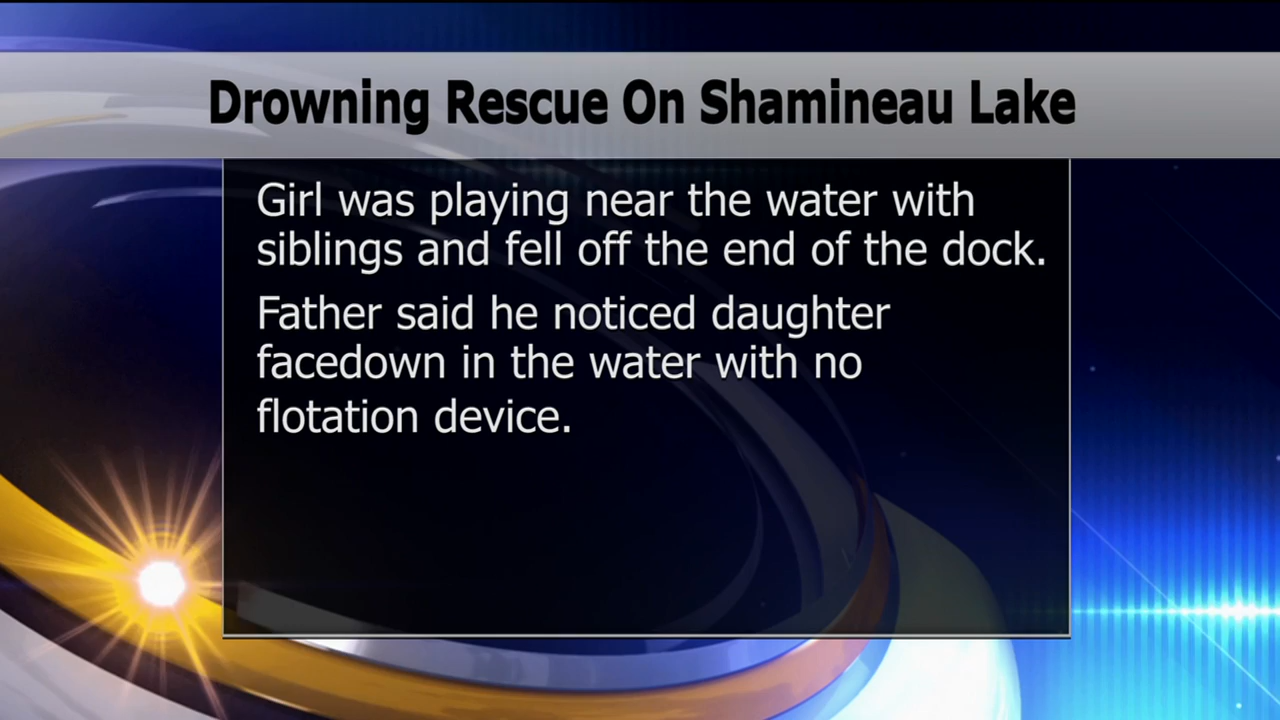 Drowning Rescue On Shamineau Lake
Girl was playing near the water with
siblings and fell off the end of the dock.
Father said he noticed daughter
facedown in the water with no
flotation device.